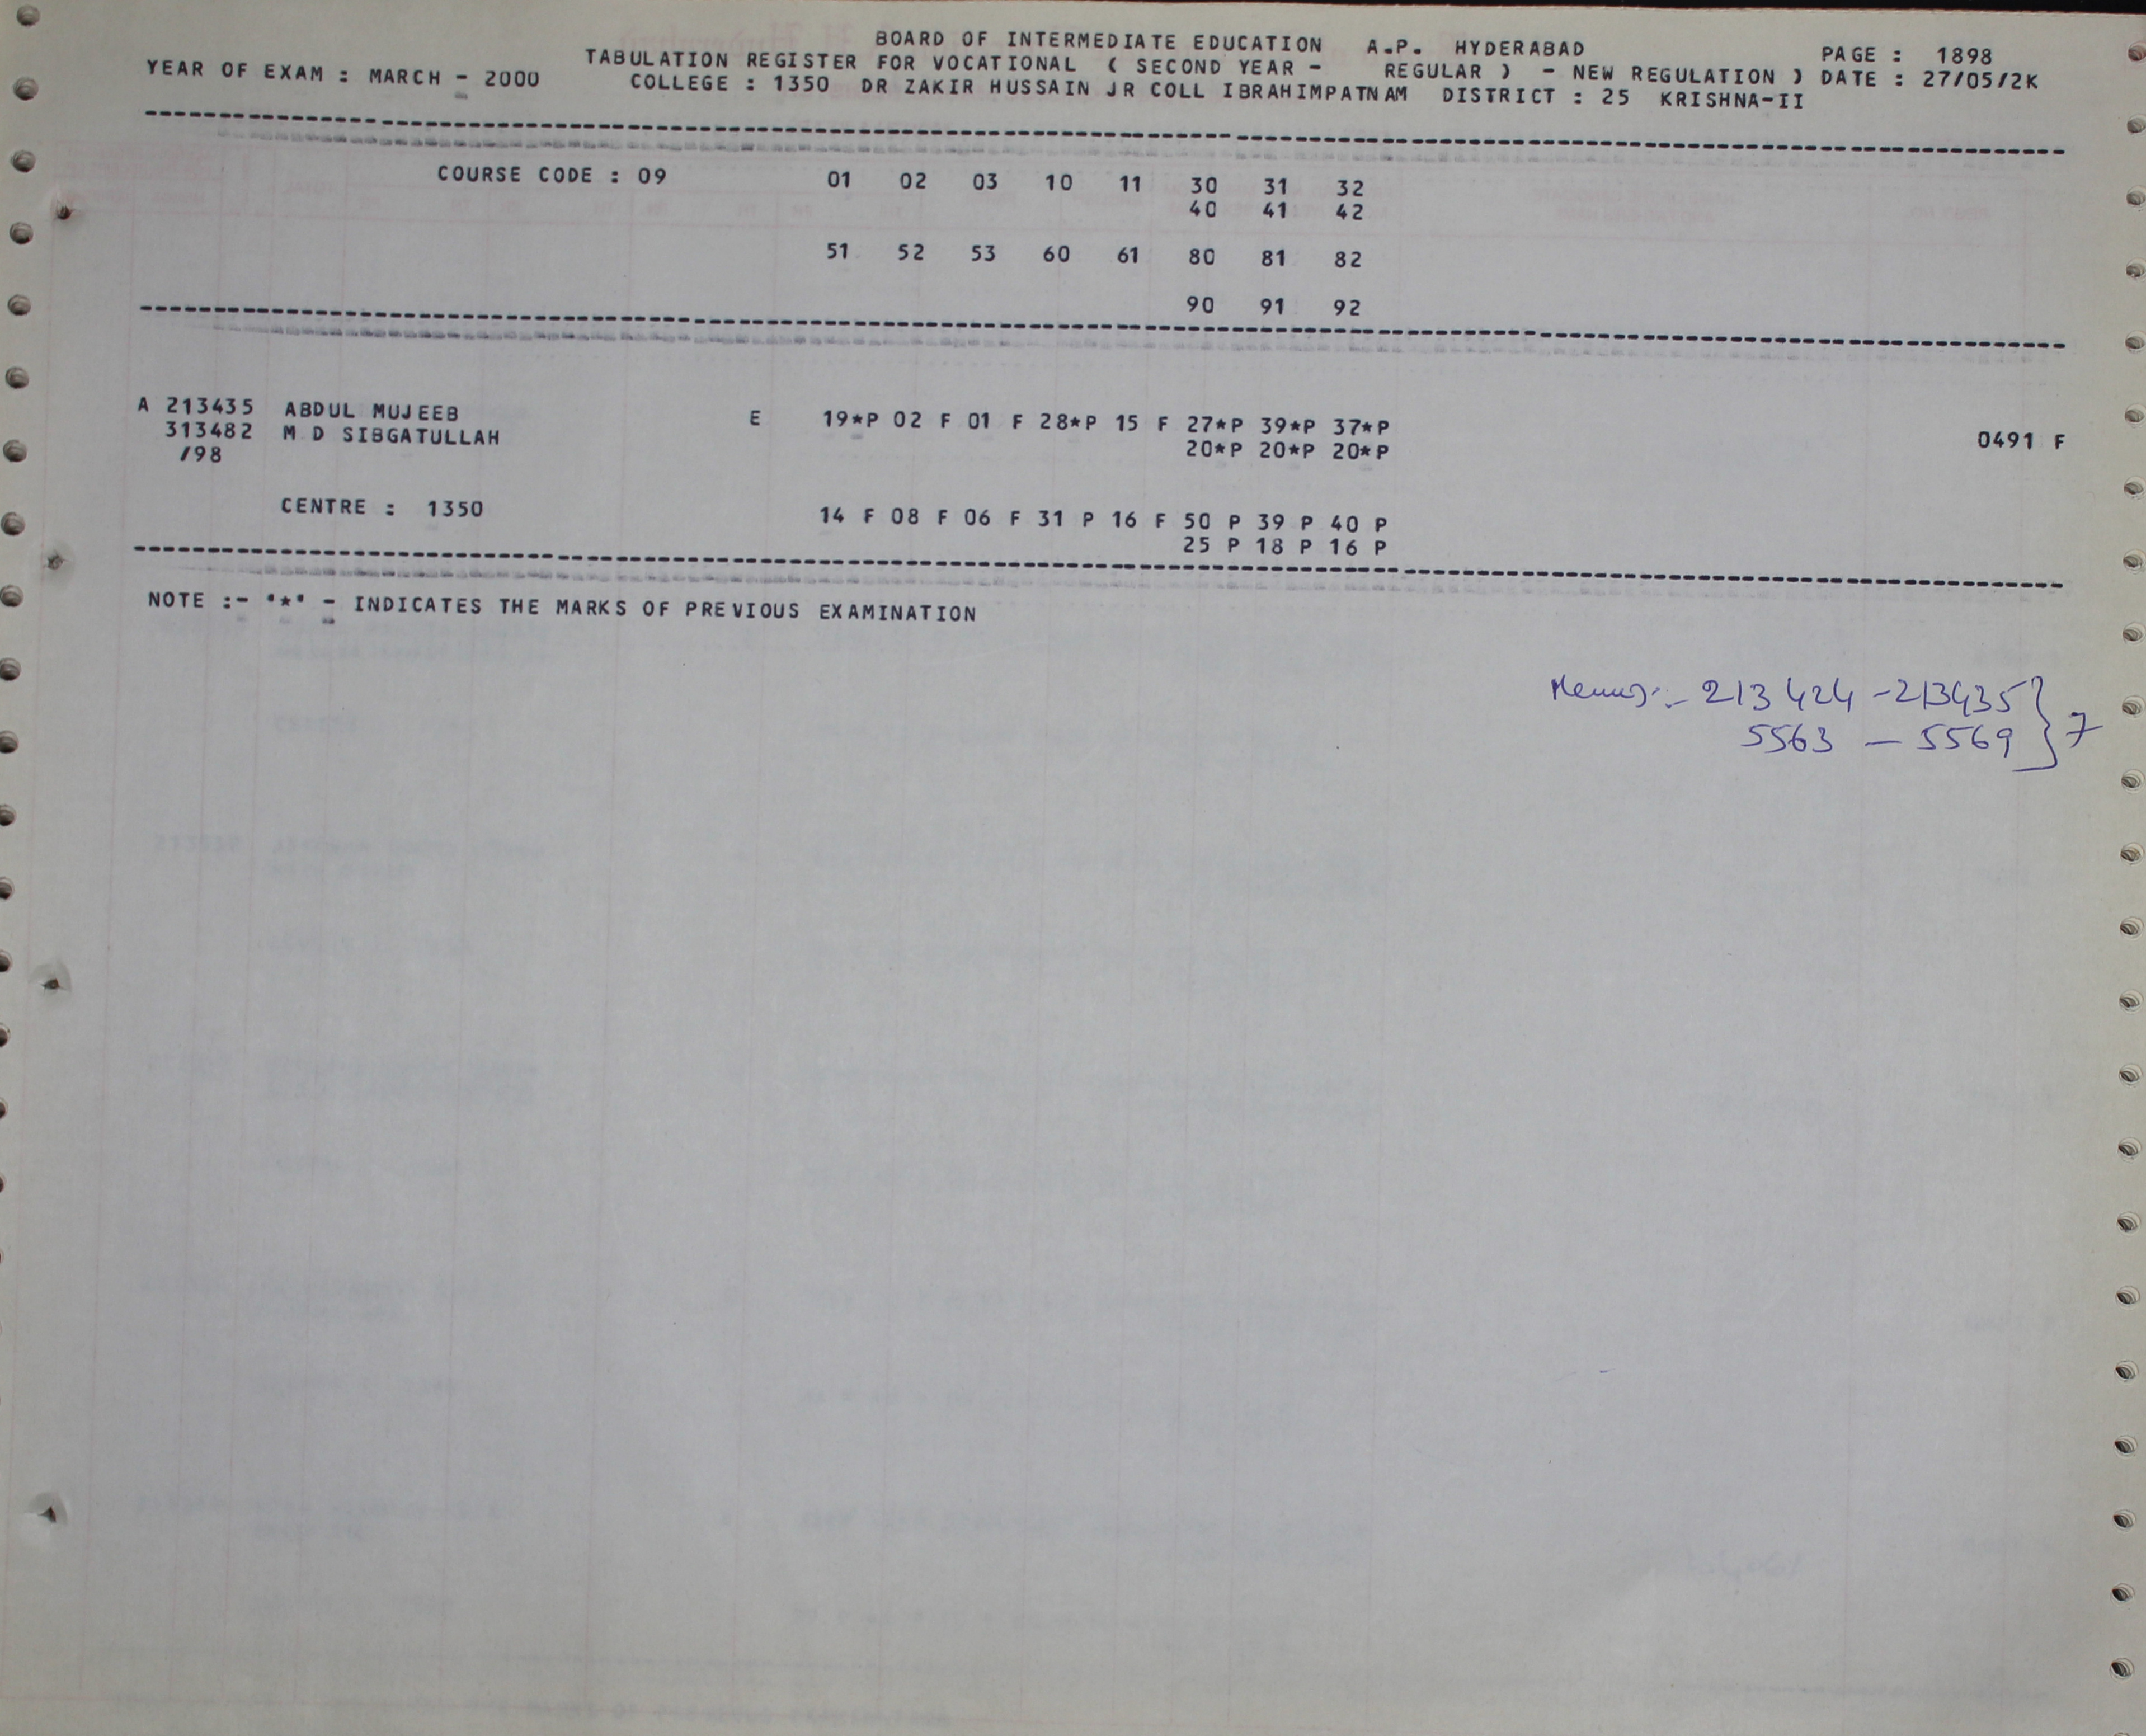 BOARD OF INTERMEDIATE EDUCATION A.P. HYDERABAD PAGE : 1898
YEAR OF EXAM : MARCH - 2000 TABULATION REGISTER FOR VOCATIONAL ( SECOND YEAR - REGULAR ) - NEW REGULATION ) DATE : 27/05/2K
COLLEGE : 1350 DR ZAKIR HUSSAIN JR COLL IBRAHIMPATNAM DISTRICT : 25 KRISHNA-II
COURSE CODE : 09 01 02 03 10 11 30 31 32
40 41 42
51 52 53 60 61 80 81 82
90 91 92
A 213435 ABDUL MUJEEB E 19*P 02 F 01 F 28*P 15 F 27*P 39*P 37*P
313482 M D SIBGATULLAH 20*P 20*P 20*P 0491 F
/98
CENTRE : 1350 14 F 08 F 06 F 31 P 16 F 50 P 39 P 40 P
25 P 18 P 16 P
NOTE :- '*' - INDICATES THE MARKS OF PREVIOUS EXAMINATION
213424 - 213435
5563 - 5569 } 7